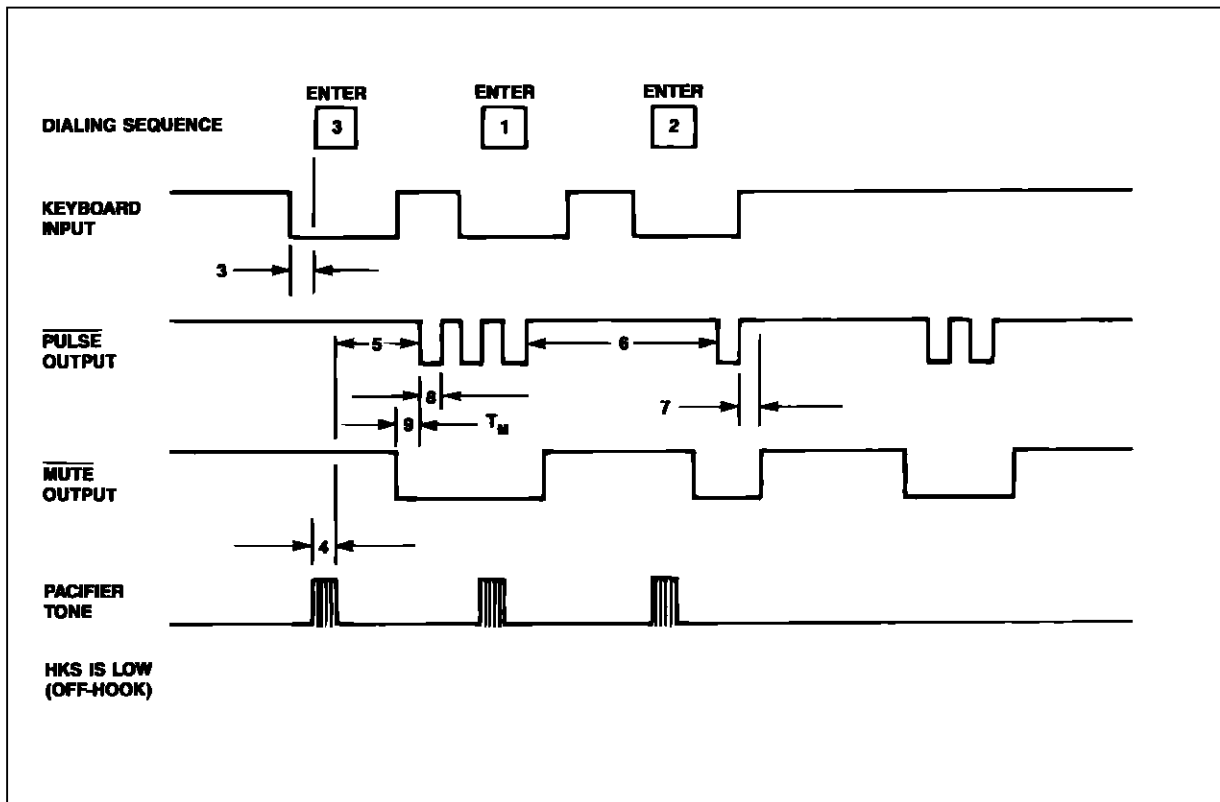 ENTER ENTER ENTER
DIALING SEQUENCE 3 1 2
KEYBOARD
INPUT
3
PULSE
OUTPUT
5 6
8 7
9 T_M
MUTE
OUTPUT
4
PACIFIER
TONE
HKS IS LOW
(OFF-HOOK)